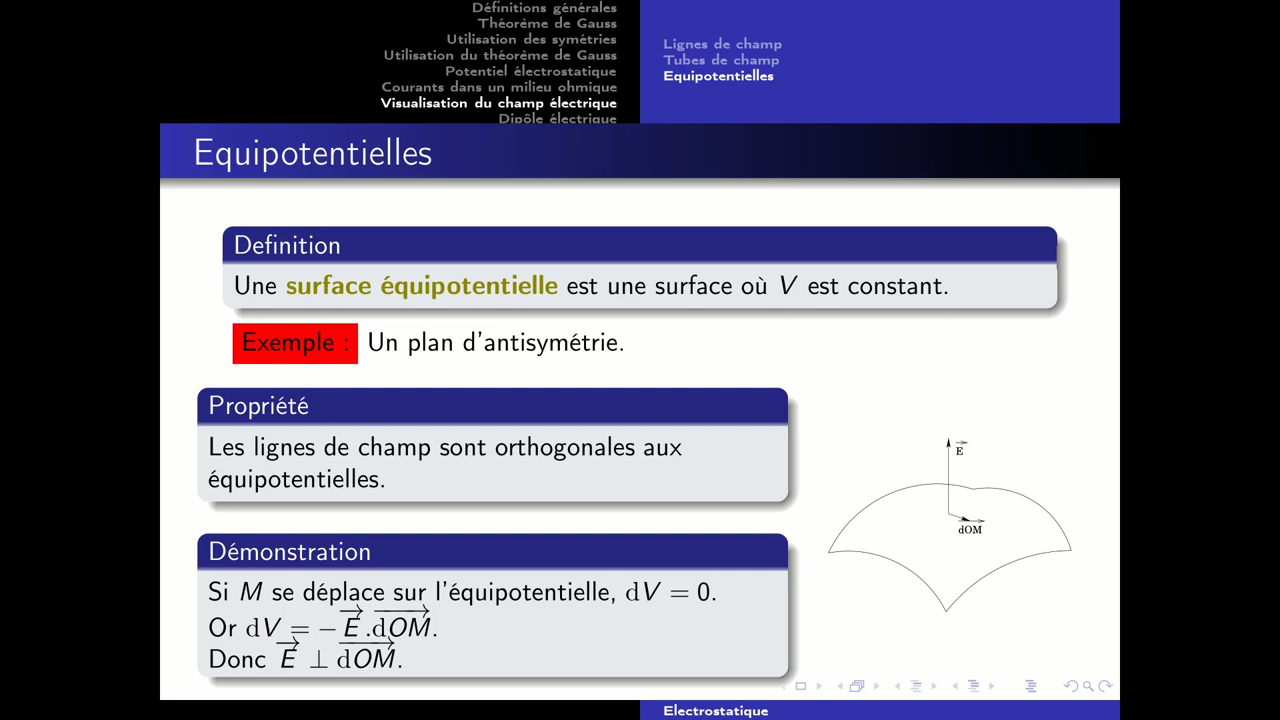 Définitions générales
Théorème de Gauss
Utilisation des symétries
Utilisation du théorème de Gauss
Potentiel électrostatique
Courants dans un milieu ohmique
Visualisation du champ électrique
Dipôle électrique
Lignes de champ
Tubes de champ
Equipotentielles
Equipotentielles
Definition
Une surface équipotentielle est une surface où V est constant.
Exemple : Un plan d'antisymétrie.
Propriété
Les lignes de champ sont orthogonales aux
équipotentielles.
Démonstration
Si M se déplace sur l'équipotentielle, dV = 0.
Or dV = −E⃗.dOM⃗.
Donc E⃗ ⊥ dOM⃗.
E⃗
dOM⃗
Electrostatique